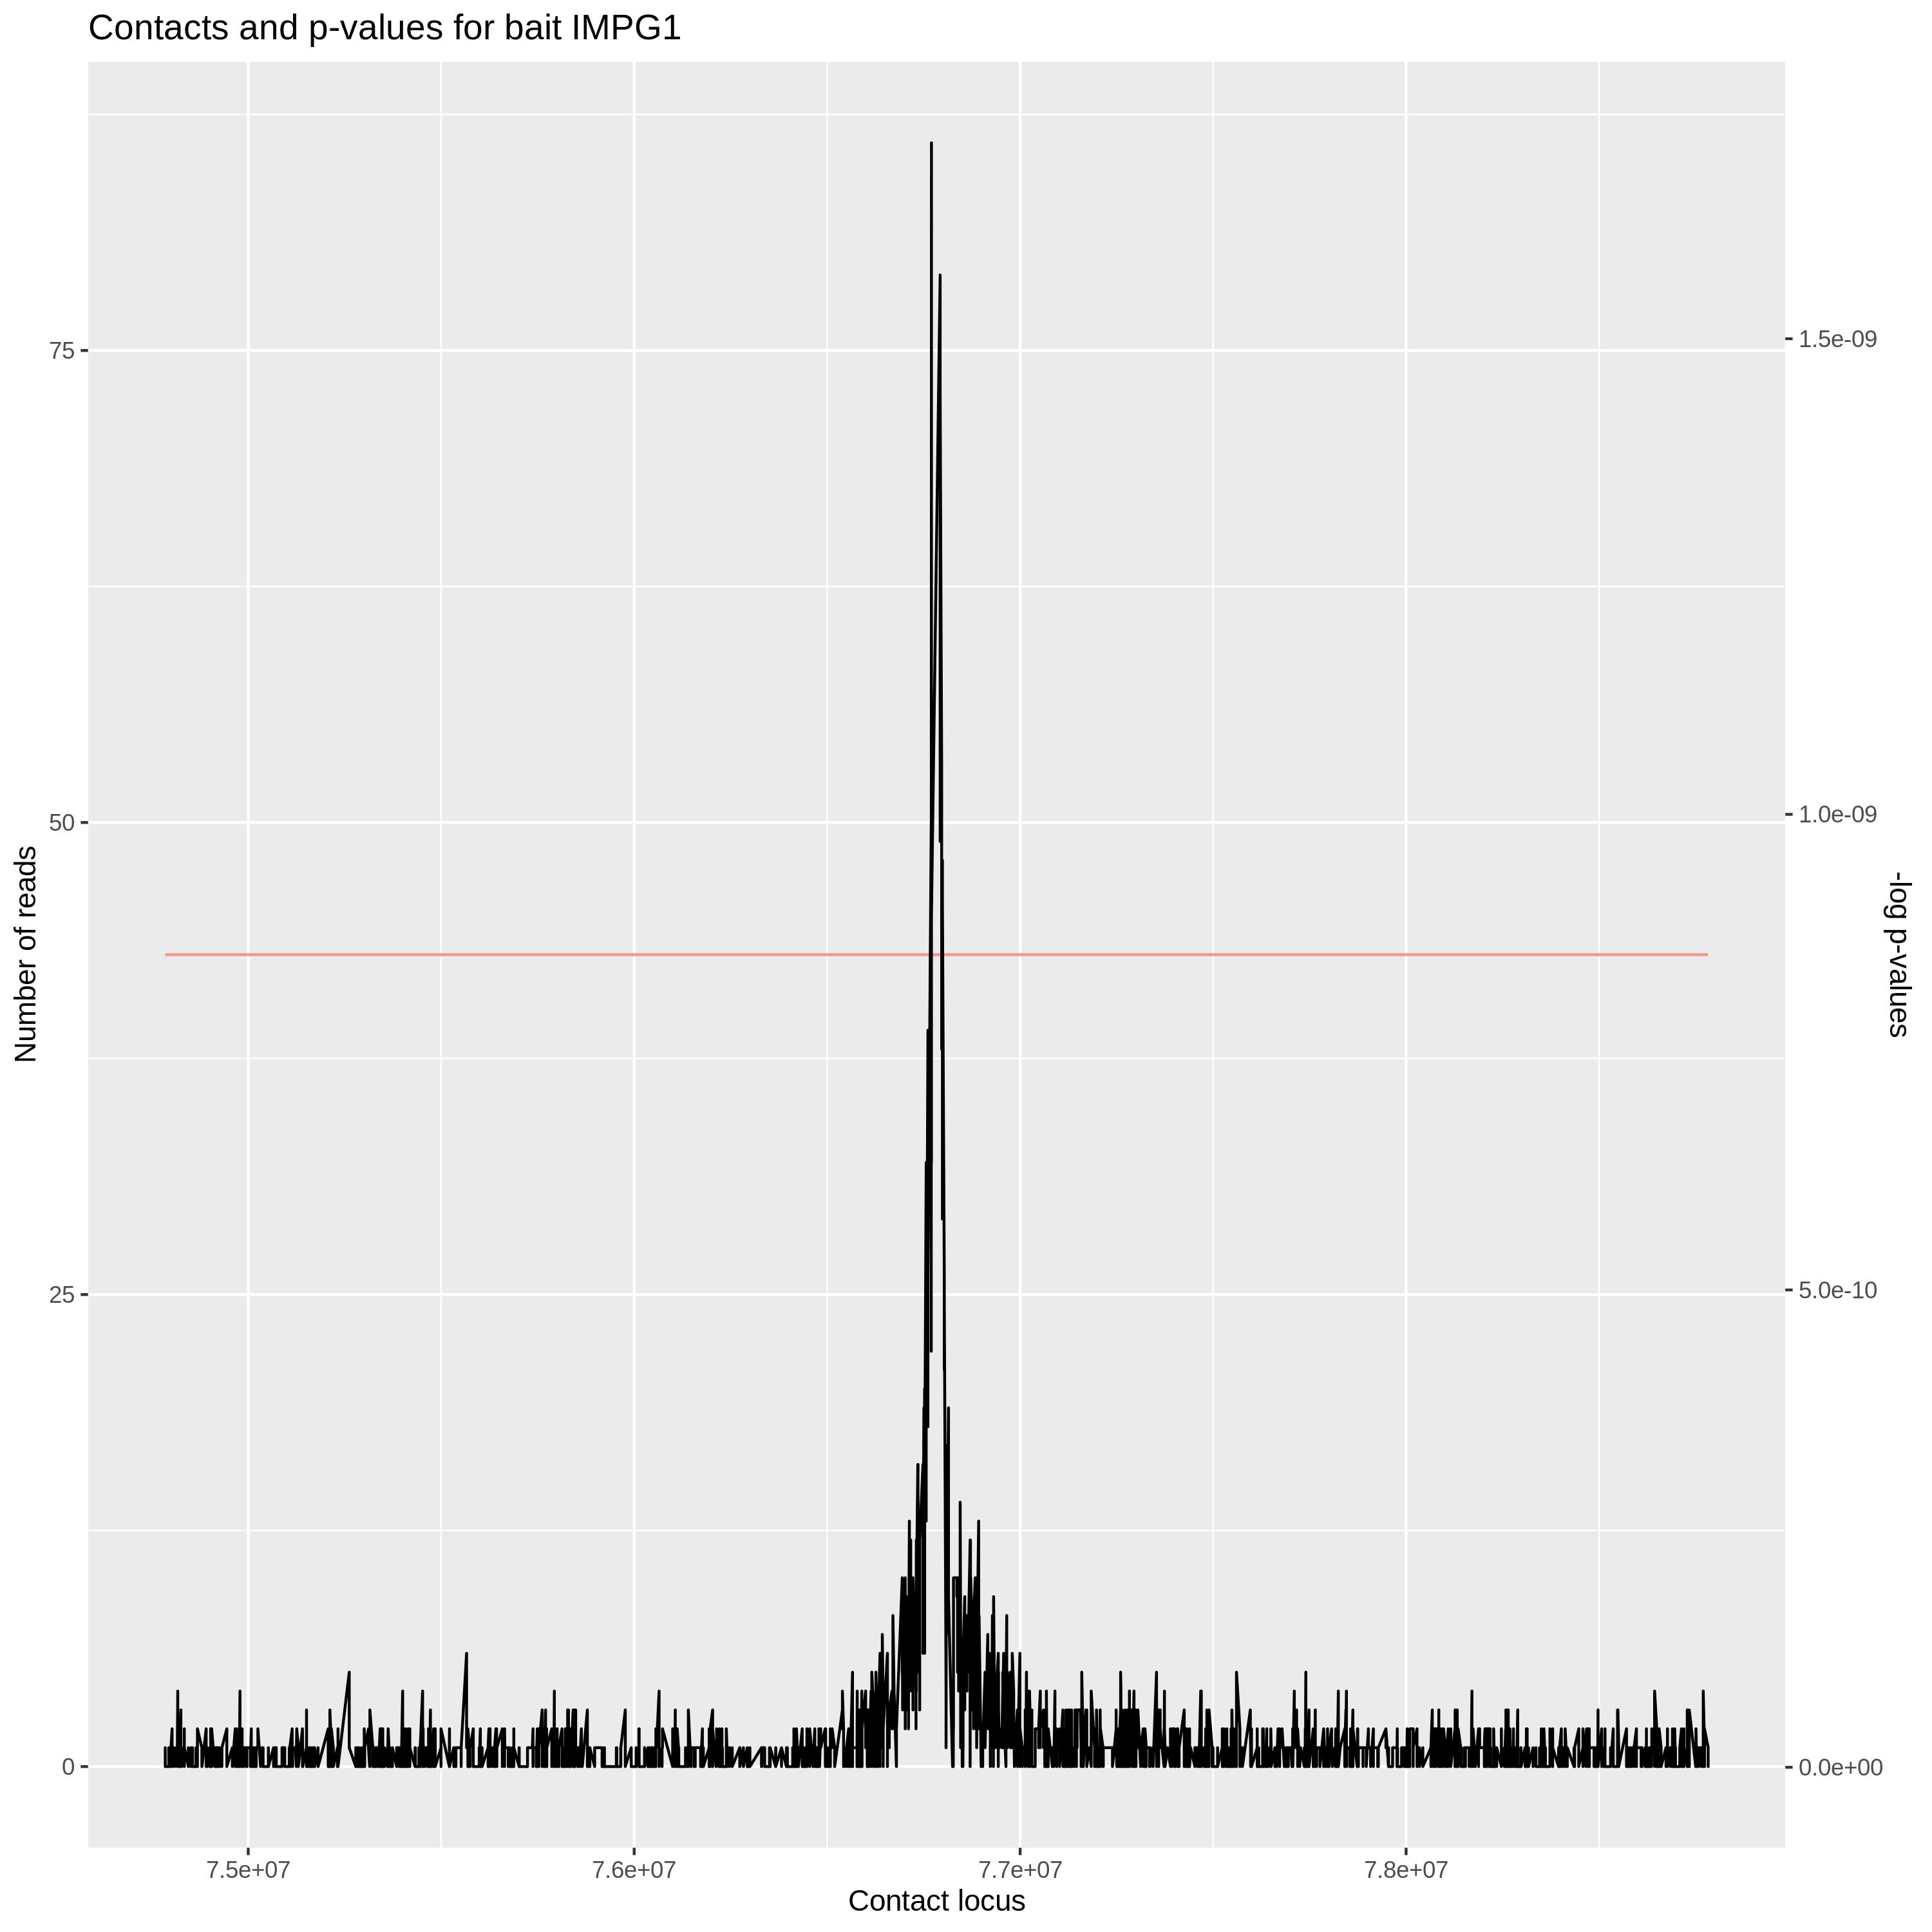 Contacts and p-values for bait IMPG1
75
50
25
0
Number of reads
1.5e-09
1.0e-09
5.0e-10
0.0e+00
-log p-values
7.5e+07
7.6e+07
7.7e+07
7.8e+07
Contact locus